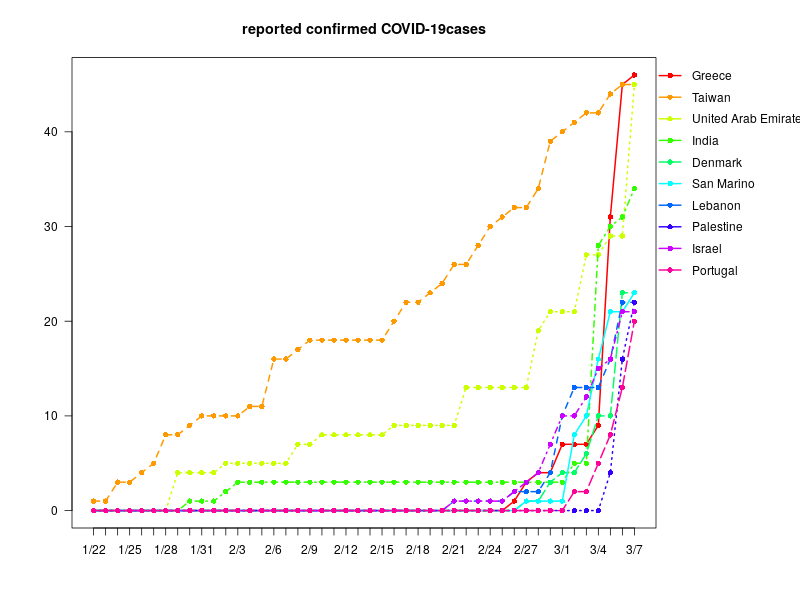 reported confirmed COVID-19cases
Greece
Taiwan
United Arab Emirate
India
Denmark
San Marino
Lebanon
Palestine
Israel
Portugal
40
30
20
10
0
1/22 1/25 1/28 1/31 2/3 2/6 2/9 2/12 2/15 2/18 2/21 2/24 2/27 3/1 3/4 3/7